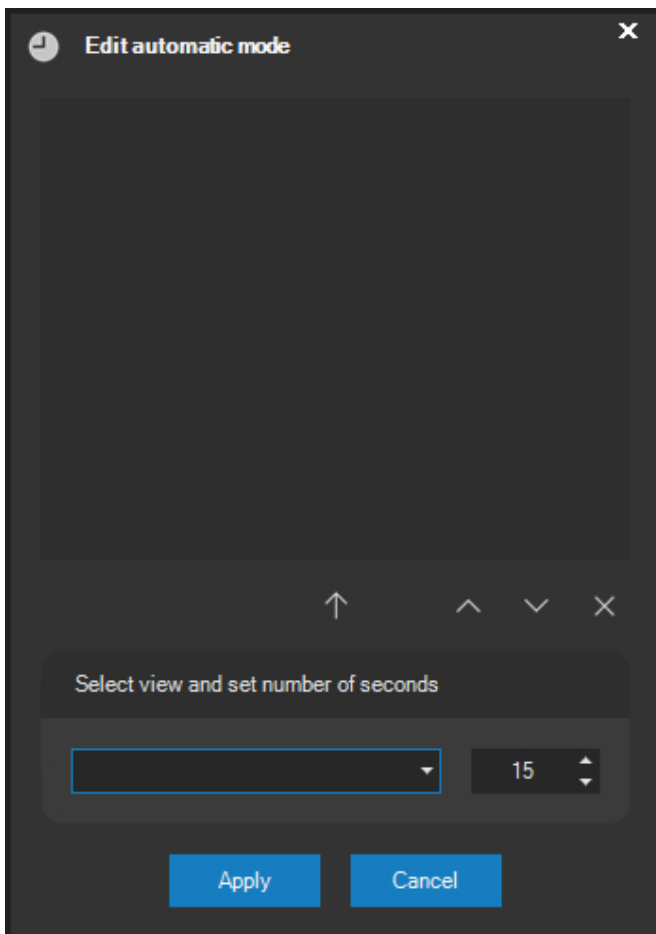 Edit automatic mode
Select view and set number of seconds
15
Apply
Cancel